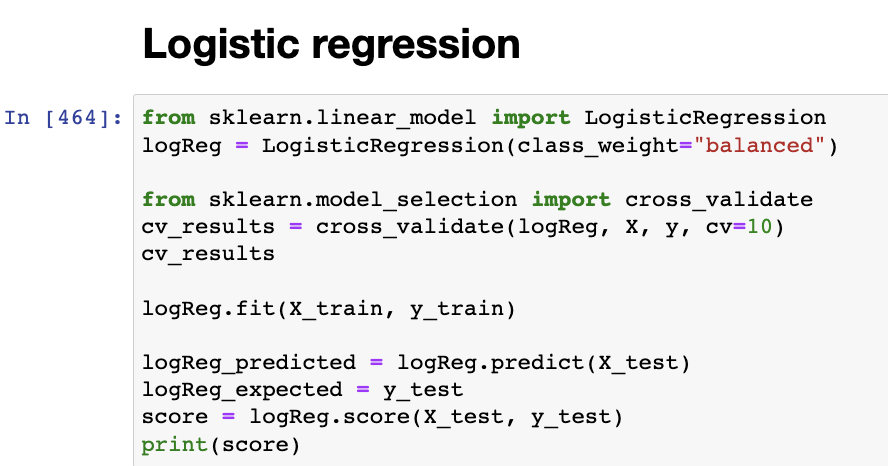 Logistic regression
In [464]: from sklearn.linear_model import LogisticRegression
logReg = LogisticRegression(class_weight="balanced")
from sklearn.model_selection import cross_validate
cv_results = cross_validate(logReg, X, y, cv=10)
cv_results
logReg.fit(X_train, y_train)
logReg_predicted = logReg.predict(X_test)
logReg_expected = y_test
score = logReg.score(X_test, y_test)
print(score)